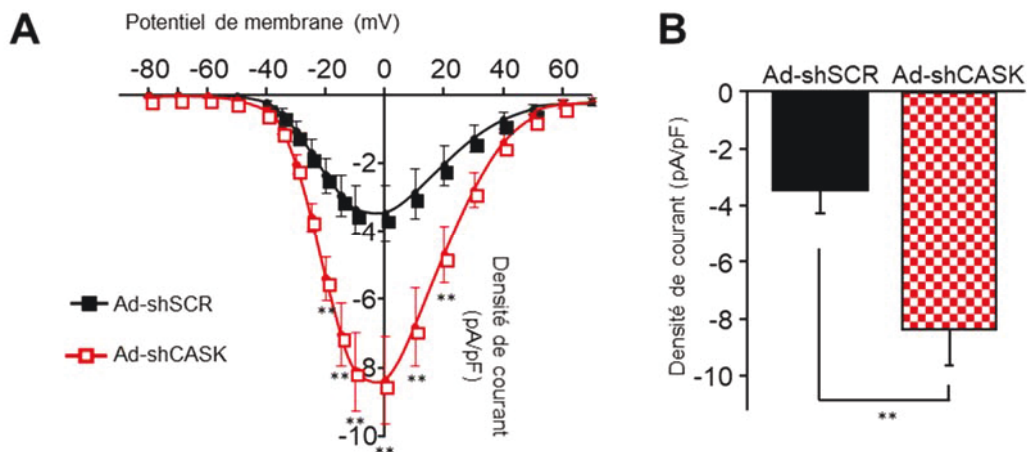 A
Potentiel de membrane (mV)
-80 -60 -40 -20 0 20 40 60
-2
-4
-6
-8
-10
Densité de courant
(pA/pF)
Ad-shSCR
Ad-shCASK
**
**
**
**
**
**
B
Ad-shSCR Ad-shCASK
0
-2
-4
-6
-8
-10
Densité de courant (pA/pF)
**